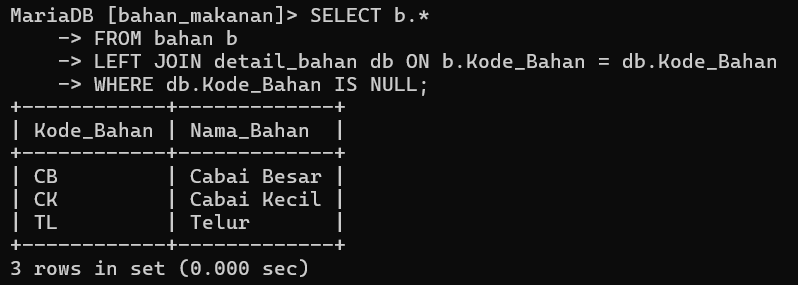 MariaDB [bahan_makanan]> SELECT b.*
    -> FROM bahan b
    -> LEFT JOIN detail_bahan db ON b.Kode_Bahan = db.Kode_Bahan
    -> WHERE db.Kode_Bahan IS NULL;
+------------+-------------+
| Kode_Bahan | Nama_Bahan  |
+------------+-------------+
| CB         | Cabai Besar |
| CK         | Cabai Kecil |
| TL         | Telur       |
+------------+-------------+
3 rows in set (0.000 sec)